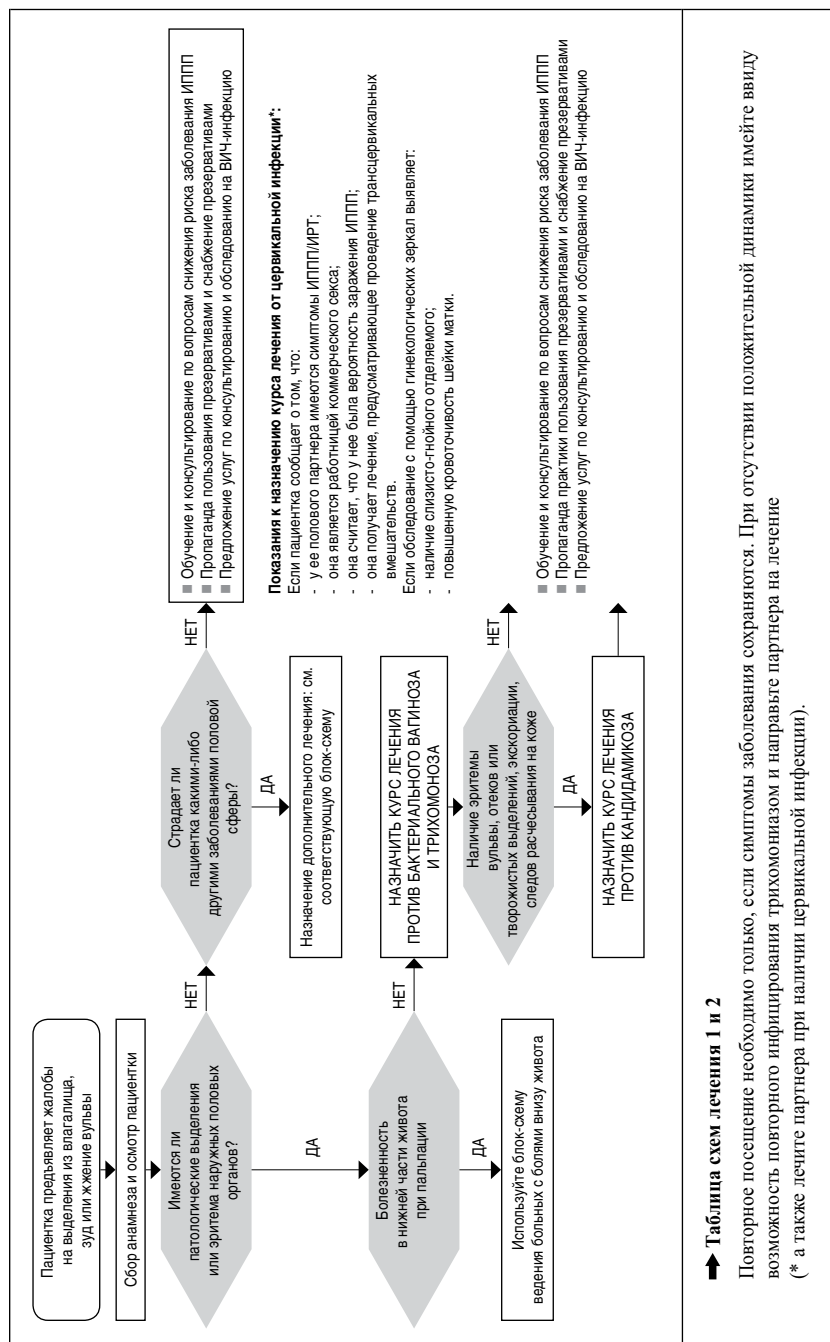 Пациентка предъявляет жалобы
на выделения из влагалища,
зуд или жжение вульвы
Сбор анамнеза и осмотр пациентки
Имеются ли
патологические выделения
или эритема наружных половых
органов?
НЕТ
Страдает ли
пациентка какими-либо
другими заболеваниями половой
сферы?
НЕТ
■ Обучение и консультирование по вопросам снижения риска заболевания ИППП
■ Пропаганда пользования презервативами и снабжение презервативами
■ Предложение услуг по консультированию и обследованию на ВИЧ-инфекцию
ДА
Назначение дополнительного лечения: см.
соответствующую блок-схему
ДА
Болезненность
в нижней части живота
при пальпации
НЕТ
НАЗНАЧИТЬ КУРС ЛЕЧЕНИЯ
ПРОТИВ БАКТЕРИАЛЬНОГО ВАГИНОЗА
И ТРИХОМОНОЗА
Показания к назначению курса лечения от цервикальной инфекции*:
Если пациентка сообщает о том, что:
- у ее полового партнера имеются симптомы ИППП/ИРТ;
- она является работницей коммерческого секса;
- она считает, что у нее была вероятность заражения ИППП;
- она получает лечение, предусматривающее проведение трансцервикальных
вмешательств.
Если обследование с помощью гинекологических зеркал выявляет:
- наличие слизисто-гнойного отделяемого;
- повышенную кровоточивость шейки матки.
ДА
Используйте блок-схему
ведения больных с болями внизу живота
Наличие эритемы
вульвы, отеков или
творожистых выделений, экскориации,
следов расчесывания на коже
НЕТ
■ Обучение и консультирование по вопросам снижения риска заболевания ИППП
■ Пропаганда практики пользования презервативами и снабжение презервативами
■ Предложение услуг по консультированию и обследованию на ВИЧ-инфекцию
ДА
НАЗНАЧИТЬ КУРС ЛЕЧЕНИЯ
ПРОТИВ КАНДИДАМИКОЗА
➡ Таблица схем лечения 1 и 2
Повторное посещение необходимо только, если симптомы заболевания сохраняются. При отсутствии положительной динамики имейте ввиду
возможность повторного инфицирования трихомониазом и направьте партнера на лечение
(* а также лечите партнера при наличии цервикальной инфекции).